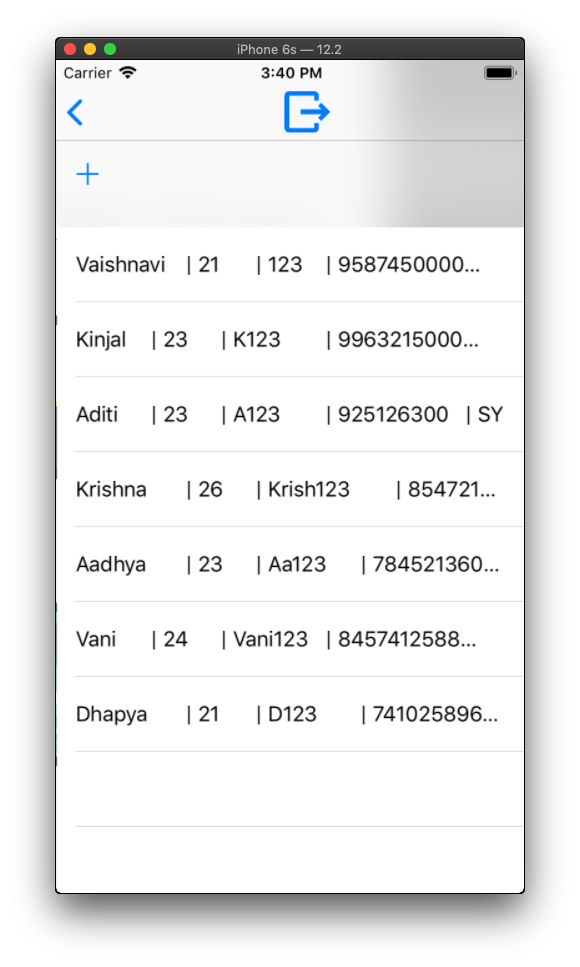 iPhone 6s — 12.2
Carrier 3:40 PM
Vaishnavi | 21 | 123 | 9587450000...
Kinjal | 23 | K123 | 9963215000...
Aditi | 23 | A123 | 925126300 | SY
Krishna | 26 | Krish123 | 854721...
Aadhya | 23 | Aa123 | 784521360...
Vani | 24 | Vani123 | 8457412588...
Dhapya | 21 | D123 | 741025896...